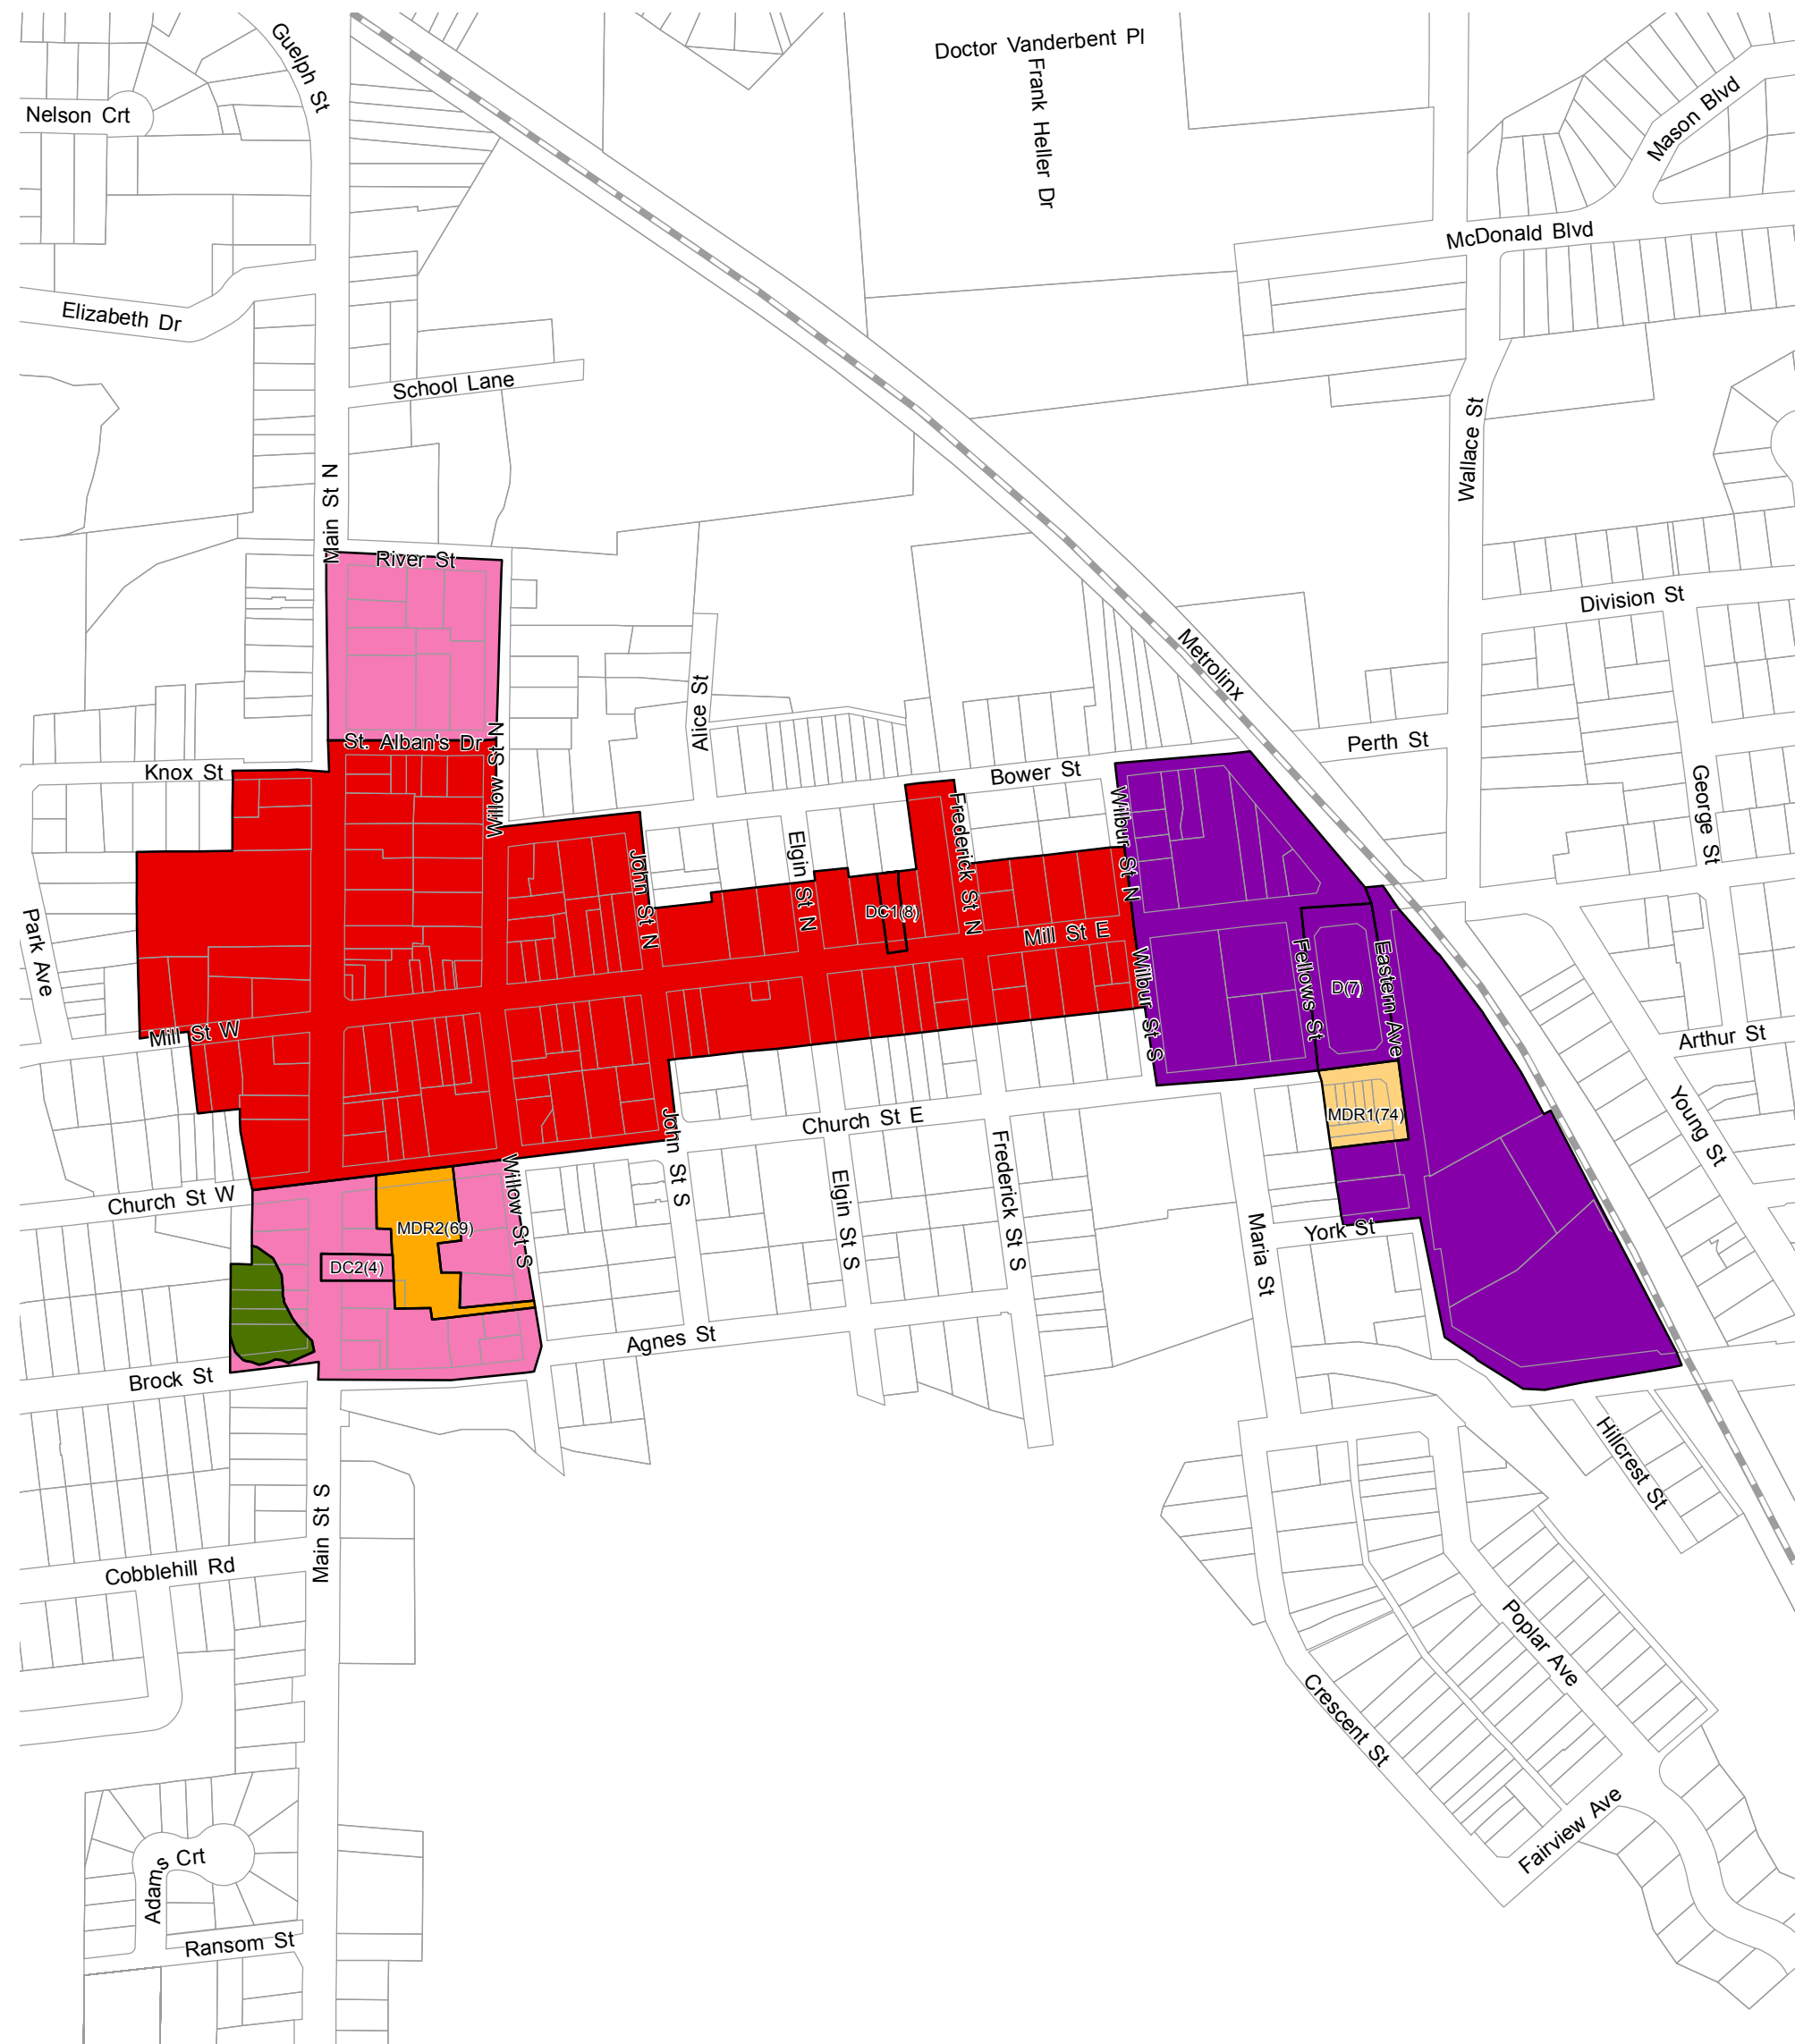 Guelph St
Doctor Vanderbent Pl
Frank Heller Dr
Nelson Crt
Mason Blvd
McDonald Blvd
Elizabeth Dr
School Lane
Wallace St
Main St N
River St
Division St
Metrolinx
Alice St
Willow St N
St. Alban's Dr
Knox St
Perth St
Bower St
George St
Wilbur St N
Frederick St N
Elgin St N
John St N
DC1(8)
Park Ave
Mill St E
Wilbur St S
Fellows St
D(7)
Eastern Ave
Mill St W
Arthur St
Young St
MDR1(74)
Church St E
John St S
Elgin St S
Frederick St S
Willow St S
Church St W
MDR2(69)
DC2(4)
York St
Maria St
Agnes St
Brock St
Hillcrest St
Main St S
Cobblehill Rd
Poplar Ave
Crescent St
Fairview Ave
Adams Crt
Ransom St